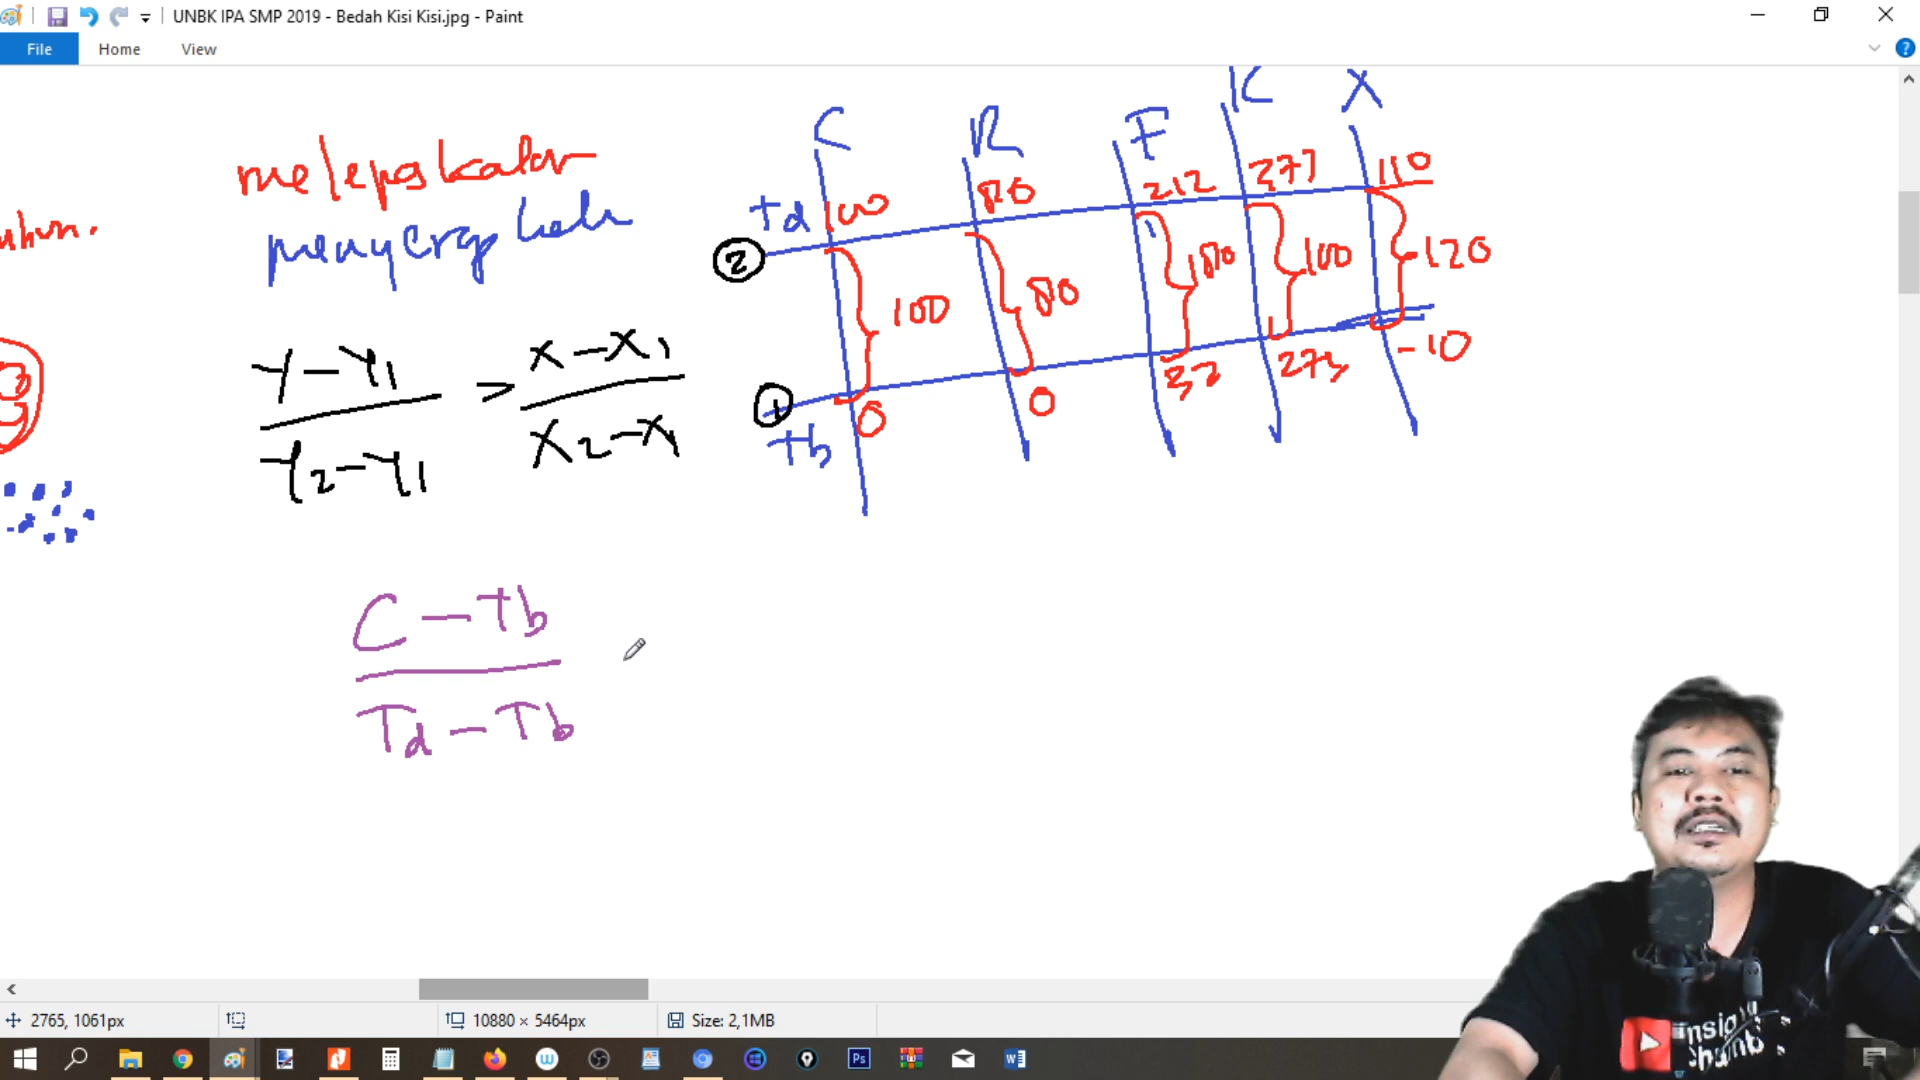 UNBK IPA SMP 2019 - Bedah Kisi Kisi.jpg - Paint
File Home View
C R F K X
melepaskalor
menyerap kalor
Td 100 80 212 373 110
2
100 80 180 100 120
1
Tb 0 0 32 273 -10
Y - Y1 X - X1
= 
Y2 - Y1 X2 - X1
C - Tb
Td - Tb
2765, 1061px
10880 × 5464px
Size: 2,1MB
Ps